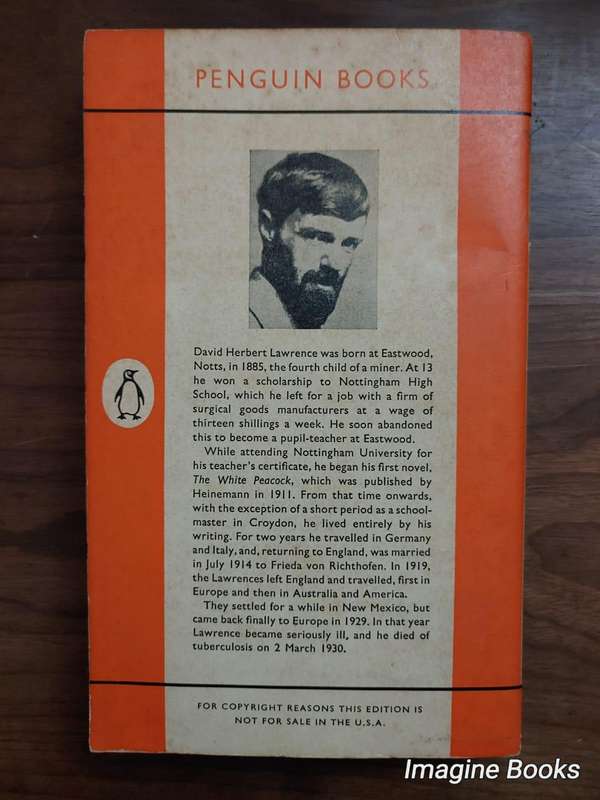 PENGUIN BOOKS
David Herbert Lawrence was born at Eastwood,
Notts, in 1885, the fourth child of a miner. At 13
he won a scholarship to Nottingham High
School, which he left for a job with a firm of
surgical goods manufacturers at a wage of
thirteen shillings a week. He soon abandoned
this to become a pupil-teacher at Eastwood.
While attending Nottingham University for
his teacher's certificate, he began his first novel,
The White Peacock, which was published by
Heinemann in 1911. From that time onwards,
with the exception of a short period as a school-
master in Croydon, he lived entirely by his
writing. For two years he travelled in Germany
and Italy, and, returning to England, was married
in July 1914 to Frieda von Richthofen. In 1919,
the Lawrences left England and travelled, first in
Europe and then in Australia and America.
They settled for a while in New Mexico, but
came back finally to Europe in 1929. In that year
Lawrence became seriously ill, and he died of
tuberculosis on 2 March 1930.
FOR COPYRIGHT REASONS THIS EDITION IS
NOT FOR SALE IN THE U.S.A.
Imagine Books